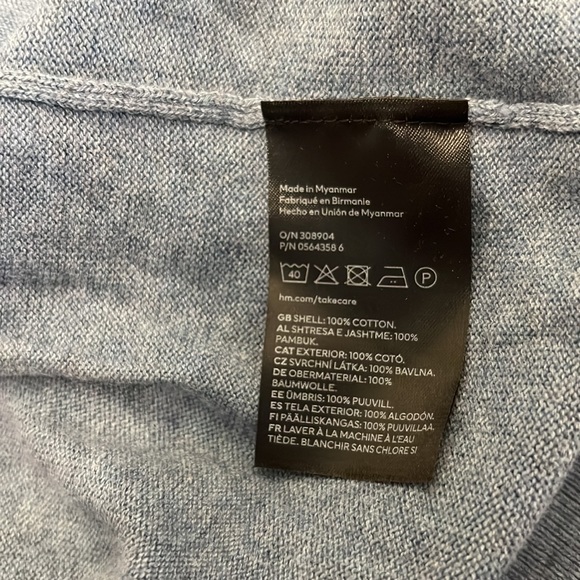 Made in Myanmar
Fabriqué en Birmanie
Hecho en Unión de Myanmar
O/N 308904
P/N 0564358 6
40 P
hm.com/takecare
GB SHELL: 100% COTTON.
AL SHTRESA E JASHTME: 100%
PAMBUK.
CAT EXTERIOR: 100% COTÓ.
CZ SVRCHNÍ LÁTKA: 100% BAVLNA.
DE OBERMATERIAL: 100%
BAUMWOLLE.
EE ÜMBRIS: 100% PUUVILL.
ES TELA EXTERIOR: 100% ALGODÓN.
FI PÄÄLLISKANGAS: 100% PUUVILLAA.
FR LAVER À LA MACHINE À L'EAU
TIÈDE. BLANCHIR SANS CHLORE SI